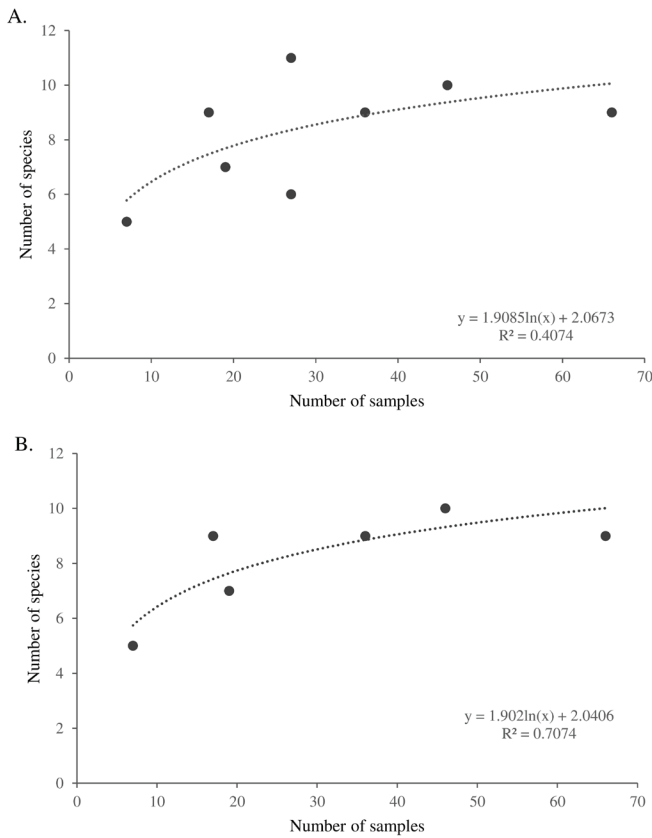 A.
12
10
8
6
4
2
0
Number of species
y = 1.9085ln(x) + 2.0673
R² = 0.4074
0 10 20 30 40 50 60 70
Number of samples
B.
12
10
8
6
4
2
0
Number of species
y = 1.902ln(x) + 2.0406
R² = 0.7074
0 10 20 30 40 50 60 70
Number of samples